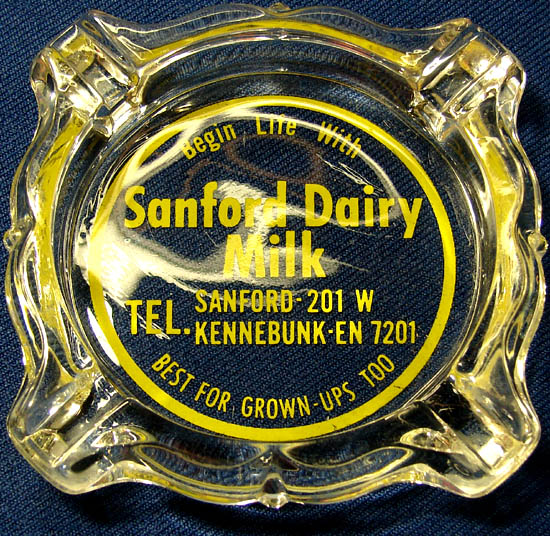 Begin Life With
Sanford Dairy
Milk
TEL. SANFORD-201 W
KENNEBUNK-EN 7201
BEST FOR GROWN-UPS TOO